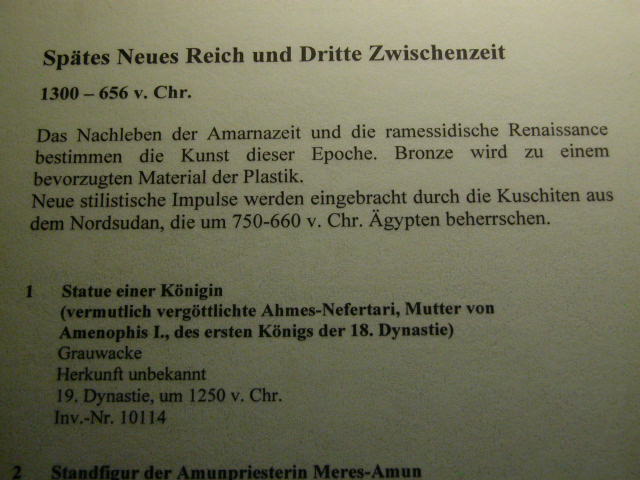 Spätes Neues Reich und Dritte Zwischenzeit
1300 – 656 v. Chr.
Das Nachleben der Amarnazeit und die ramessidische Renaissance
bestimmen die Kunst dieser Epoche. Bronze wird zu einem
bevorzugten Material der Plastik.
Neue stilistische Impulse werden eingebracht durch die Kuschiten aus
dem Nordsudan, die um 750-660 v. Chr. Ägypten beherrschen.
1 Statue einer Königin
(vermutlich vergöttlichte Ahmes-Nefertari, Mutter von
Amenophis I., des ersten Königs der 18. Dynastie)
Grauwacke
Herkunft unbekannt
19. Dynastie, um 1250 v. Chr.
Inv.-Nr. 10114
2 Standfigur der Amunpriesterin Meres-Amun